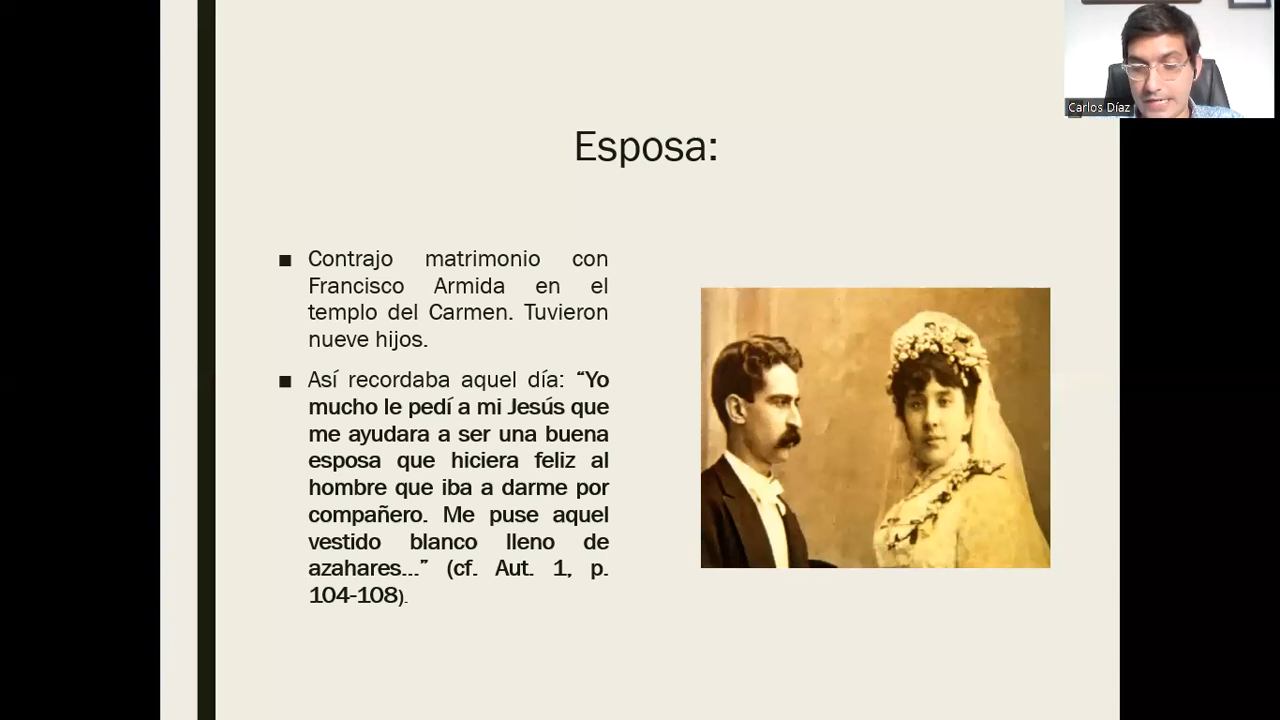 Carlos Díaz
Esposa:
■ Contrajo matrimonio con
Francisco Armida en el
templo del Carmen. Tuvieron
nueve hijos.
■ Así recordaba aquel día: “Yo
mucho le pedí a mi Jesús que
me ayudara a ser una buena
esposa que hiciera feliz al
hombre que iba a darme por
compañero. Me puse aquel
vestido blanco lleno de
azahares...” (cf. Aut. 1, p.
104-108).